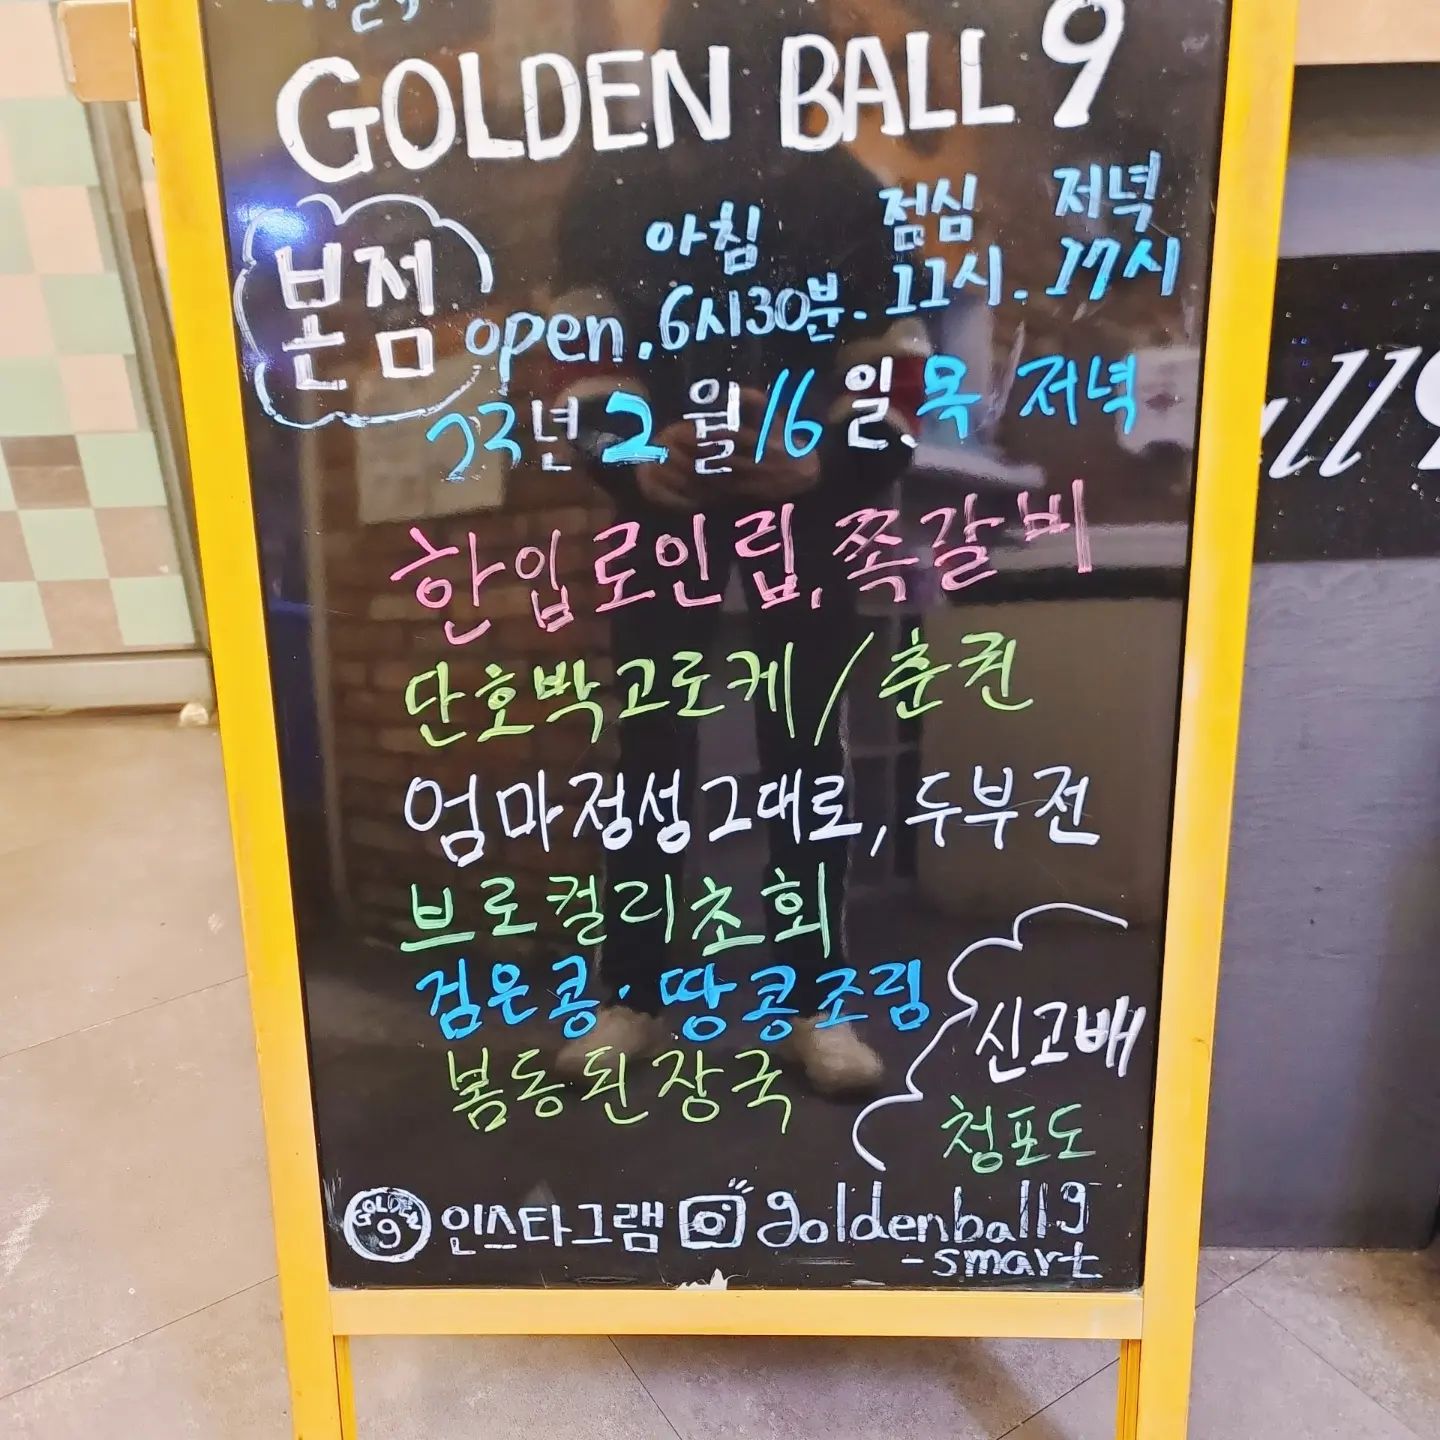 GOLDEN BALL 9
본점
아침 점심 저녁
open. 6시30분. 11시. 17시
23년 2월 16일. 목 저녁
한입로인립, 쪽갈비
단호박고로케 / 춘권
엄마정성그대로, 두부전
브로컬리초회
검은콩·땅콩조림
봄동된장국
신고배
청포도
GOLDEN 9 인스타그램 goldenball9
-smart
ll9